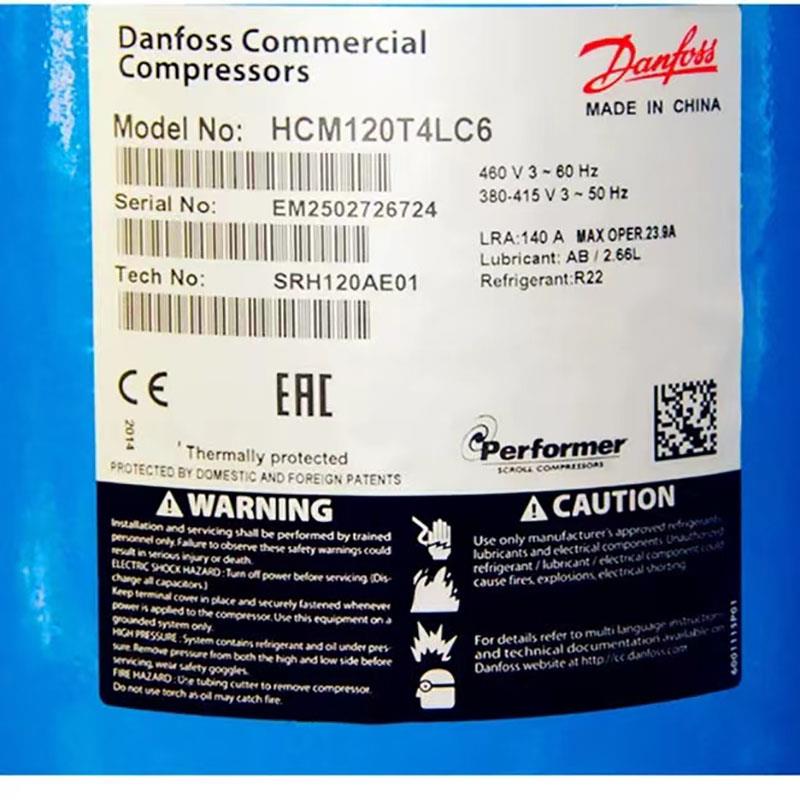 Danfoss Commercial
Compressors
Danfoss
MADE IN CHINA
Model No: HCM120T4LC6
460 V 3 ~ 60 Hz
380-415 V 3 ~ 50 Hz
Serial No: EM2502726724
LRA:140 A MAX OPER.23.9A
Lubricant: AB / 2.66L
Refrigerant:R22
Tech No: SRH120AE01
CE EAC
2014
Thermally protected
PROTECTED BY DOMESTIC AND FOREIGN PATENTS
Performer
SCROLL COMPRESSORS
WARNING
Installation and servicing shall be performed by trained
personnel only. Failure to observe these safety warnings could
result in serious injury or death.
ELECTRIC SHOCK HAZARD : Turn off power before servicing. (Dis-
charge all capacitors.)
Keep terminal cover in place and securely fastened whenever
power is applied to the compressor. Use this equipment on a
grounded system only.
HIGH PRESSURE : System contains refrigerant and oil under pres-
sure. Remove pressure from both the high and low side before
servicing, wear safety goggles.
FIRE HAZARD : Use tubing cutter to remove compressor.
Do not use torch as oil may catch fire.
CAUTION
Use only manufacturer's approved refrigerants
lubricants and electrical components. Unauthorized
refrigerant / lubricant / electrical component could
cause fires, explosions, electrical shorting
For details refer to multi language instruction
and technical documentation available on
Danfoss website at http://cc.danfoss.com